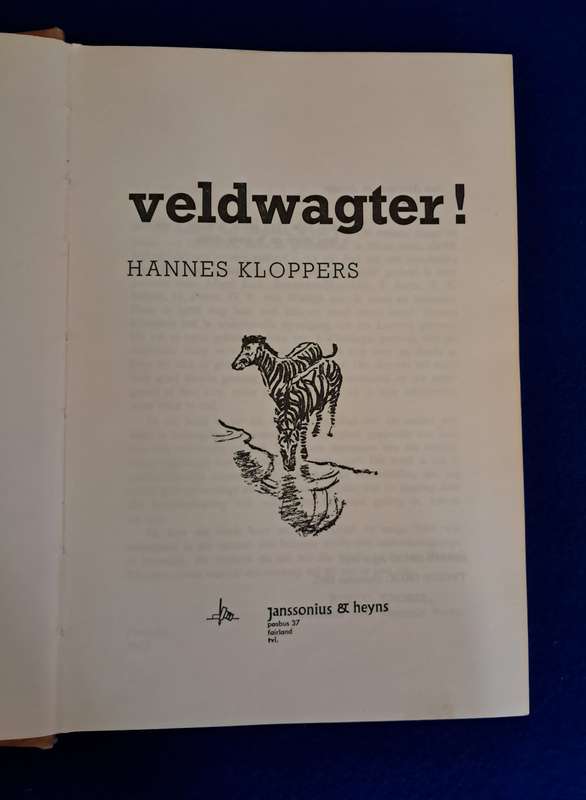 veldwagter!
HANNES KLOPPERS
janssonius & heyns
posbus 37
fairland
tvl.